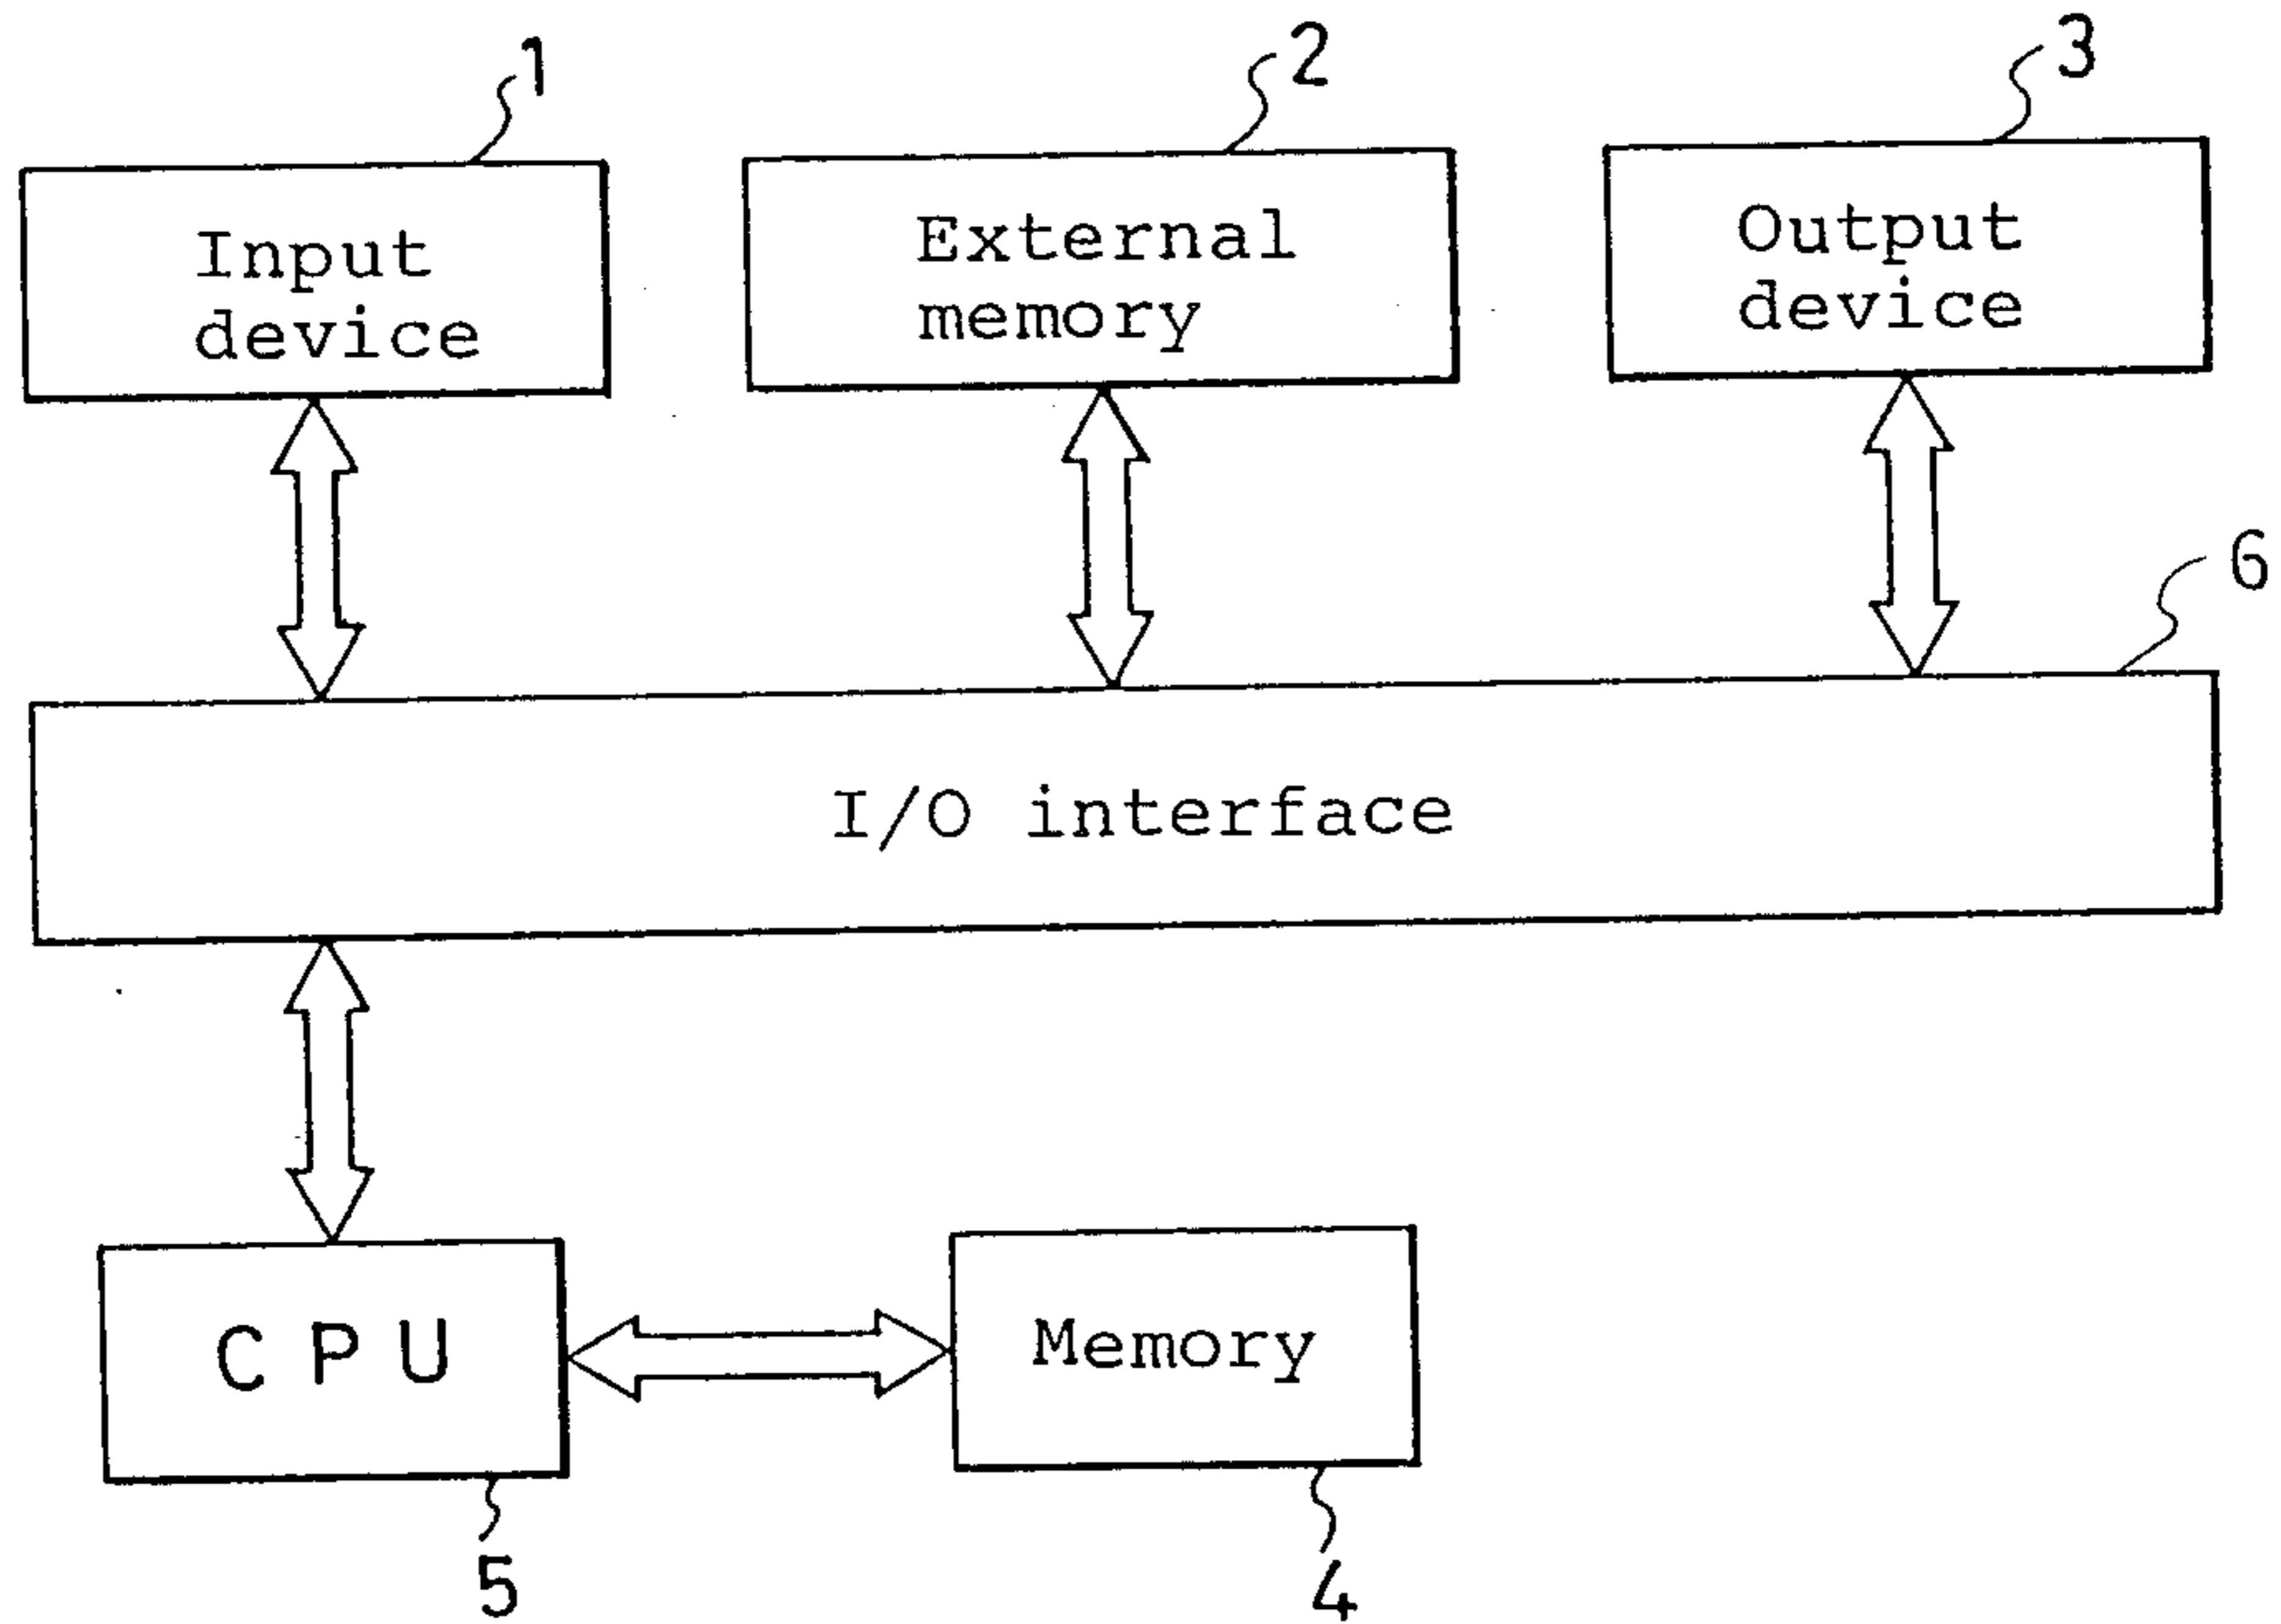 1
2
3
Input
device
External
memory
Output
device
6
I/O interface
CPU
Memory
5
4